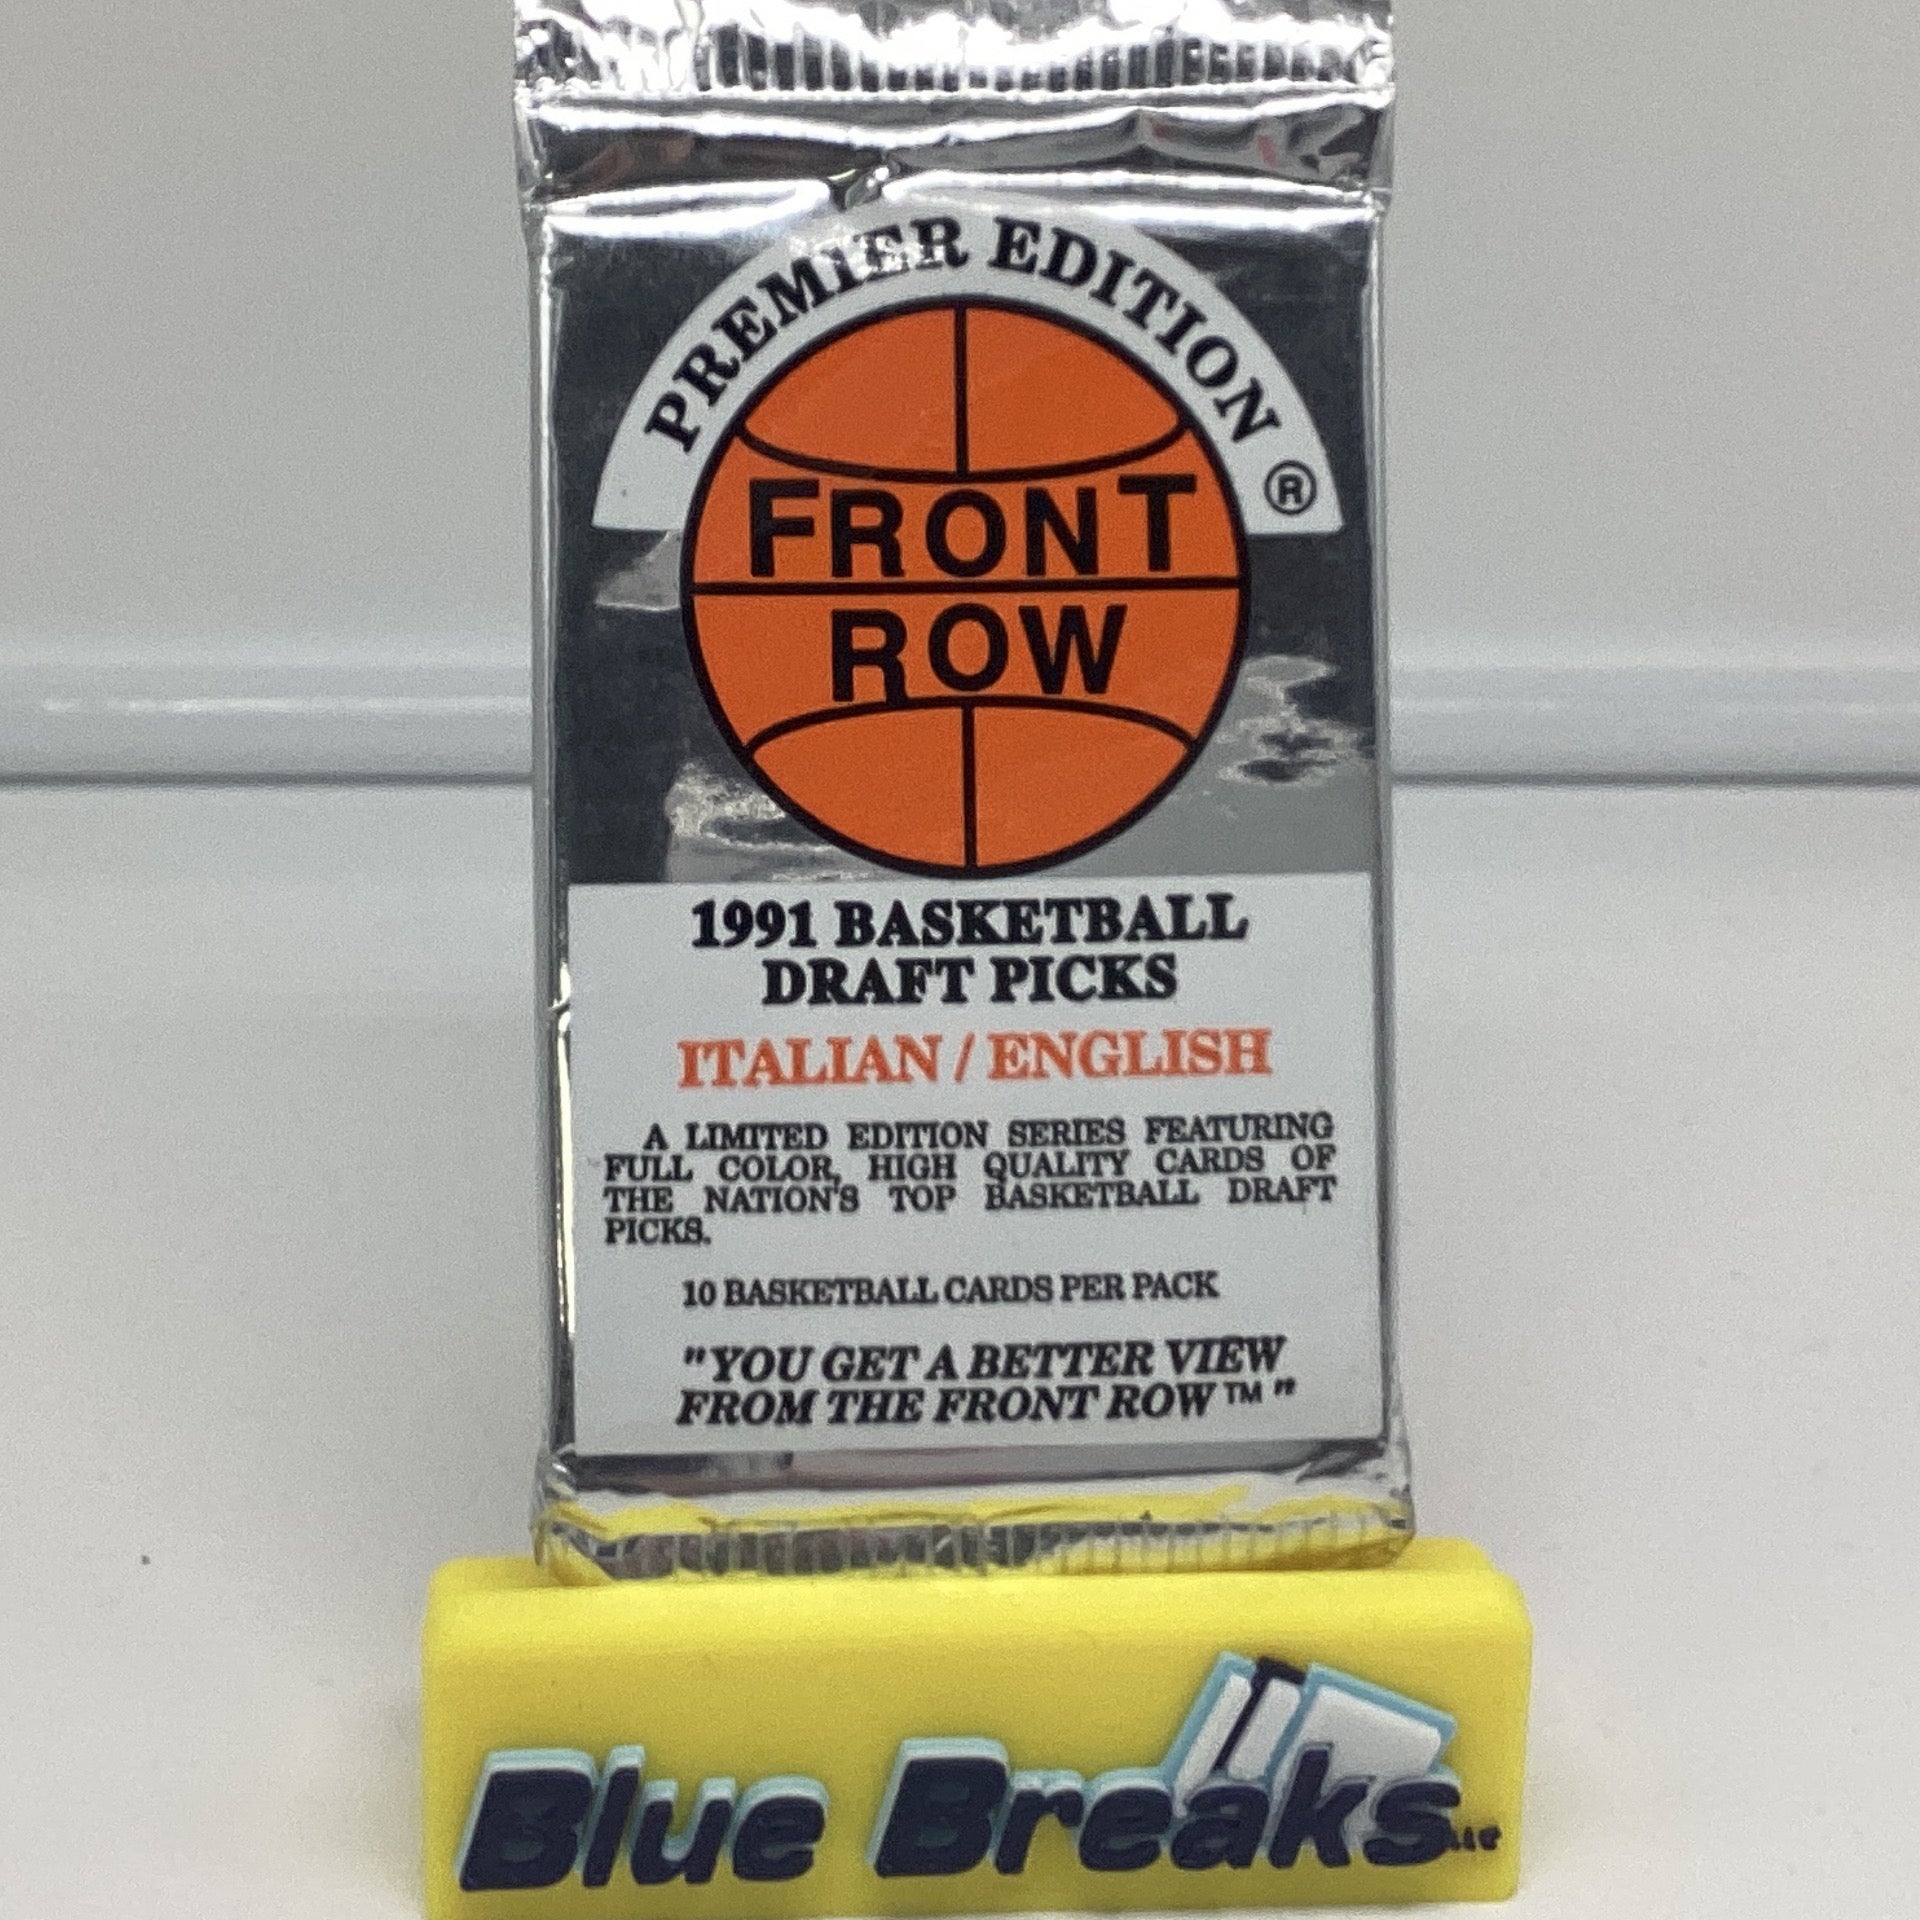 PREMIER EDITION ®
FRONT
ROW
1991 BASKETBALL
DRAFT PICKS
ITALIAN / ENGLISH
A LIMITED EDITION SERIES FEATURING
FULL COLOR, HIGH QUALITY CARDS OF
THE NATION'S TOP BASKETBALL DRAFT
PICKS.
10 BASKETBALL CARDS PER PACK
"YOU GET A BETTER VIEW
FROM THE FRONT ROW™"
Blue Breaks LLC